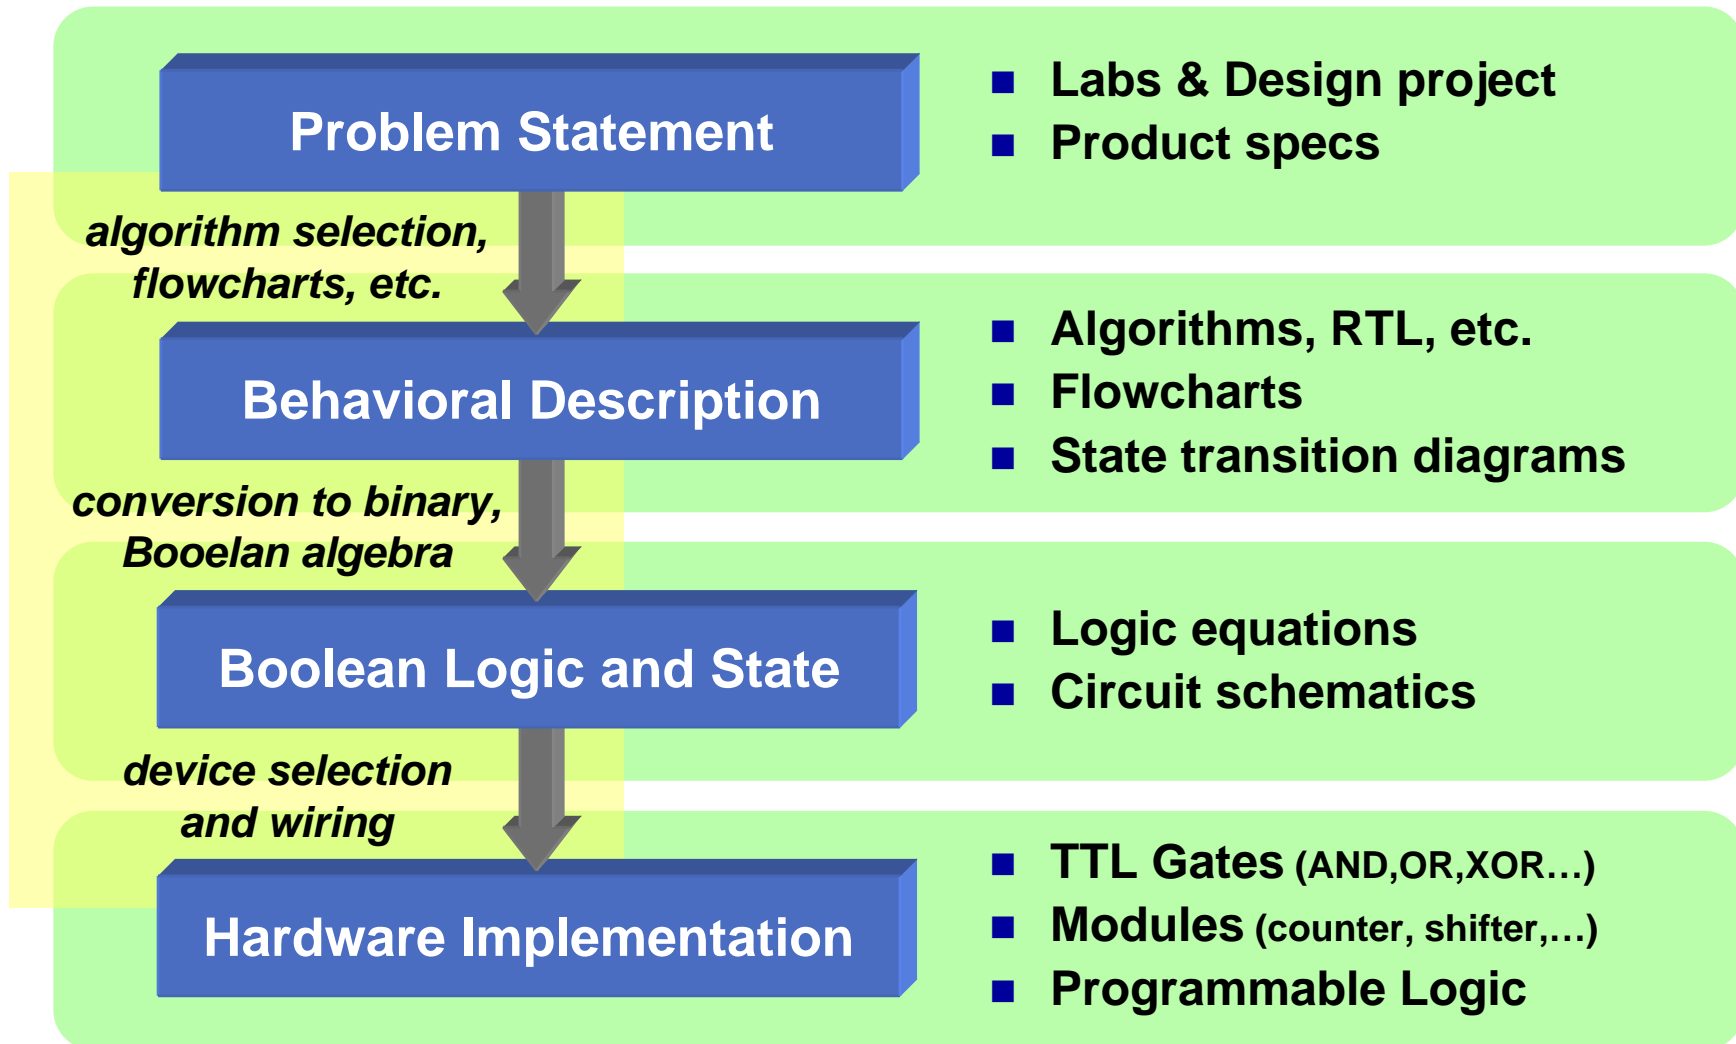 Problem Statement
■ Labs & Design project
■ Product specs
algorithm selection,
flowcharts, etc.
Behavioral Description
■ Algorithms, RTL, etc.
■ Flowcharts
■ State transition diagrams
conversion to binary,
Booelan algebra
Boolean Logic and State
■ Logic equations
■ Circuit schematics
device selection
and wiring
Hardware Implementation
■ TTL Gates (AND,OR,XOR…)
■ Modules (counter, shifter,…)
■ Programmable Logic